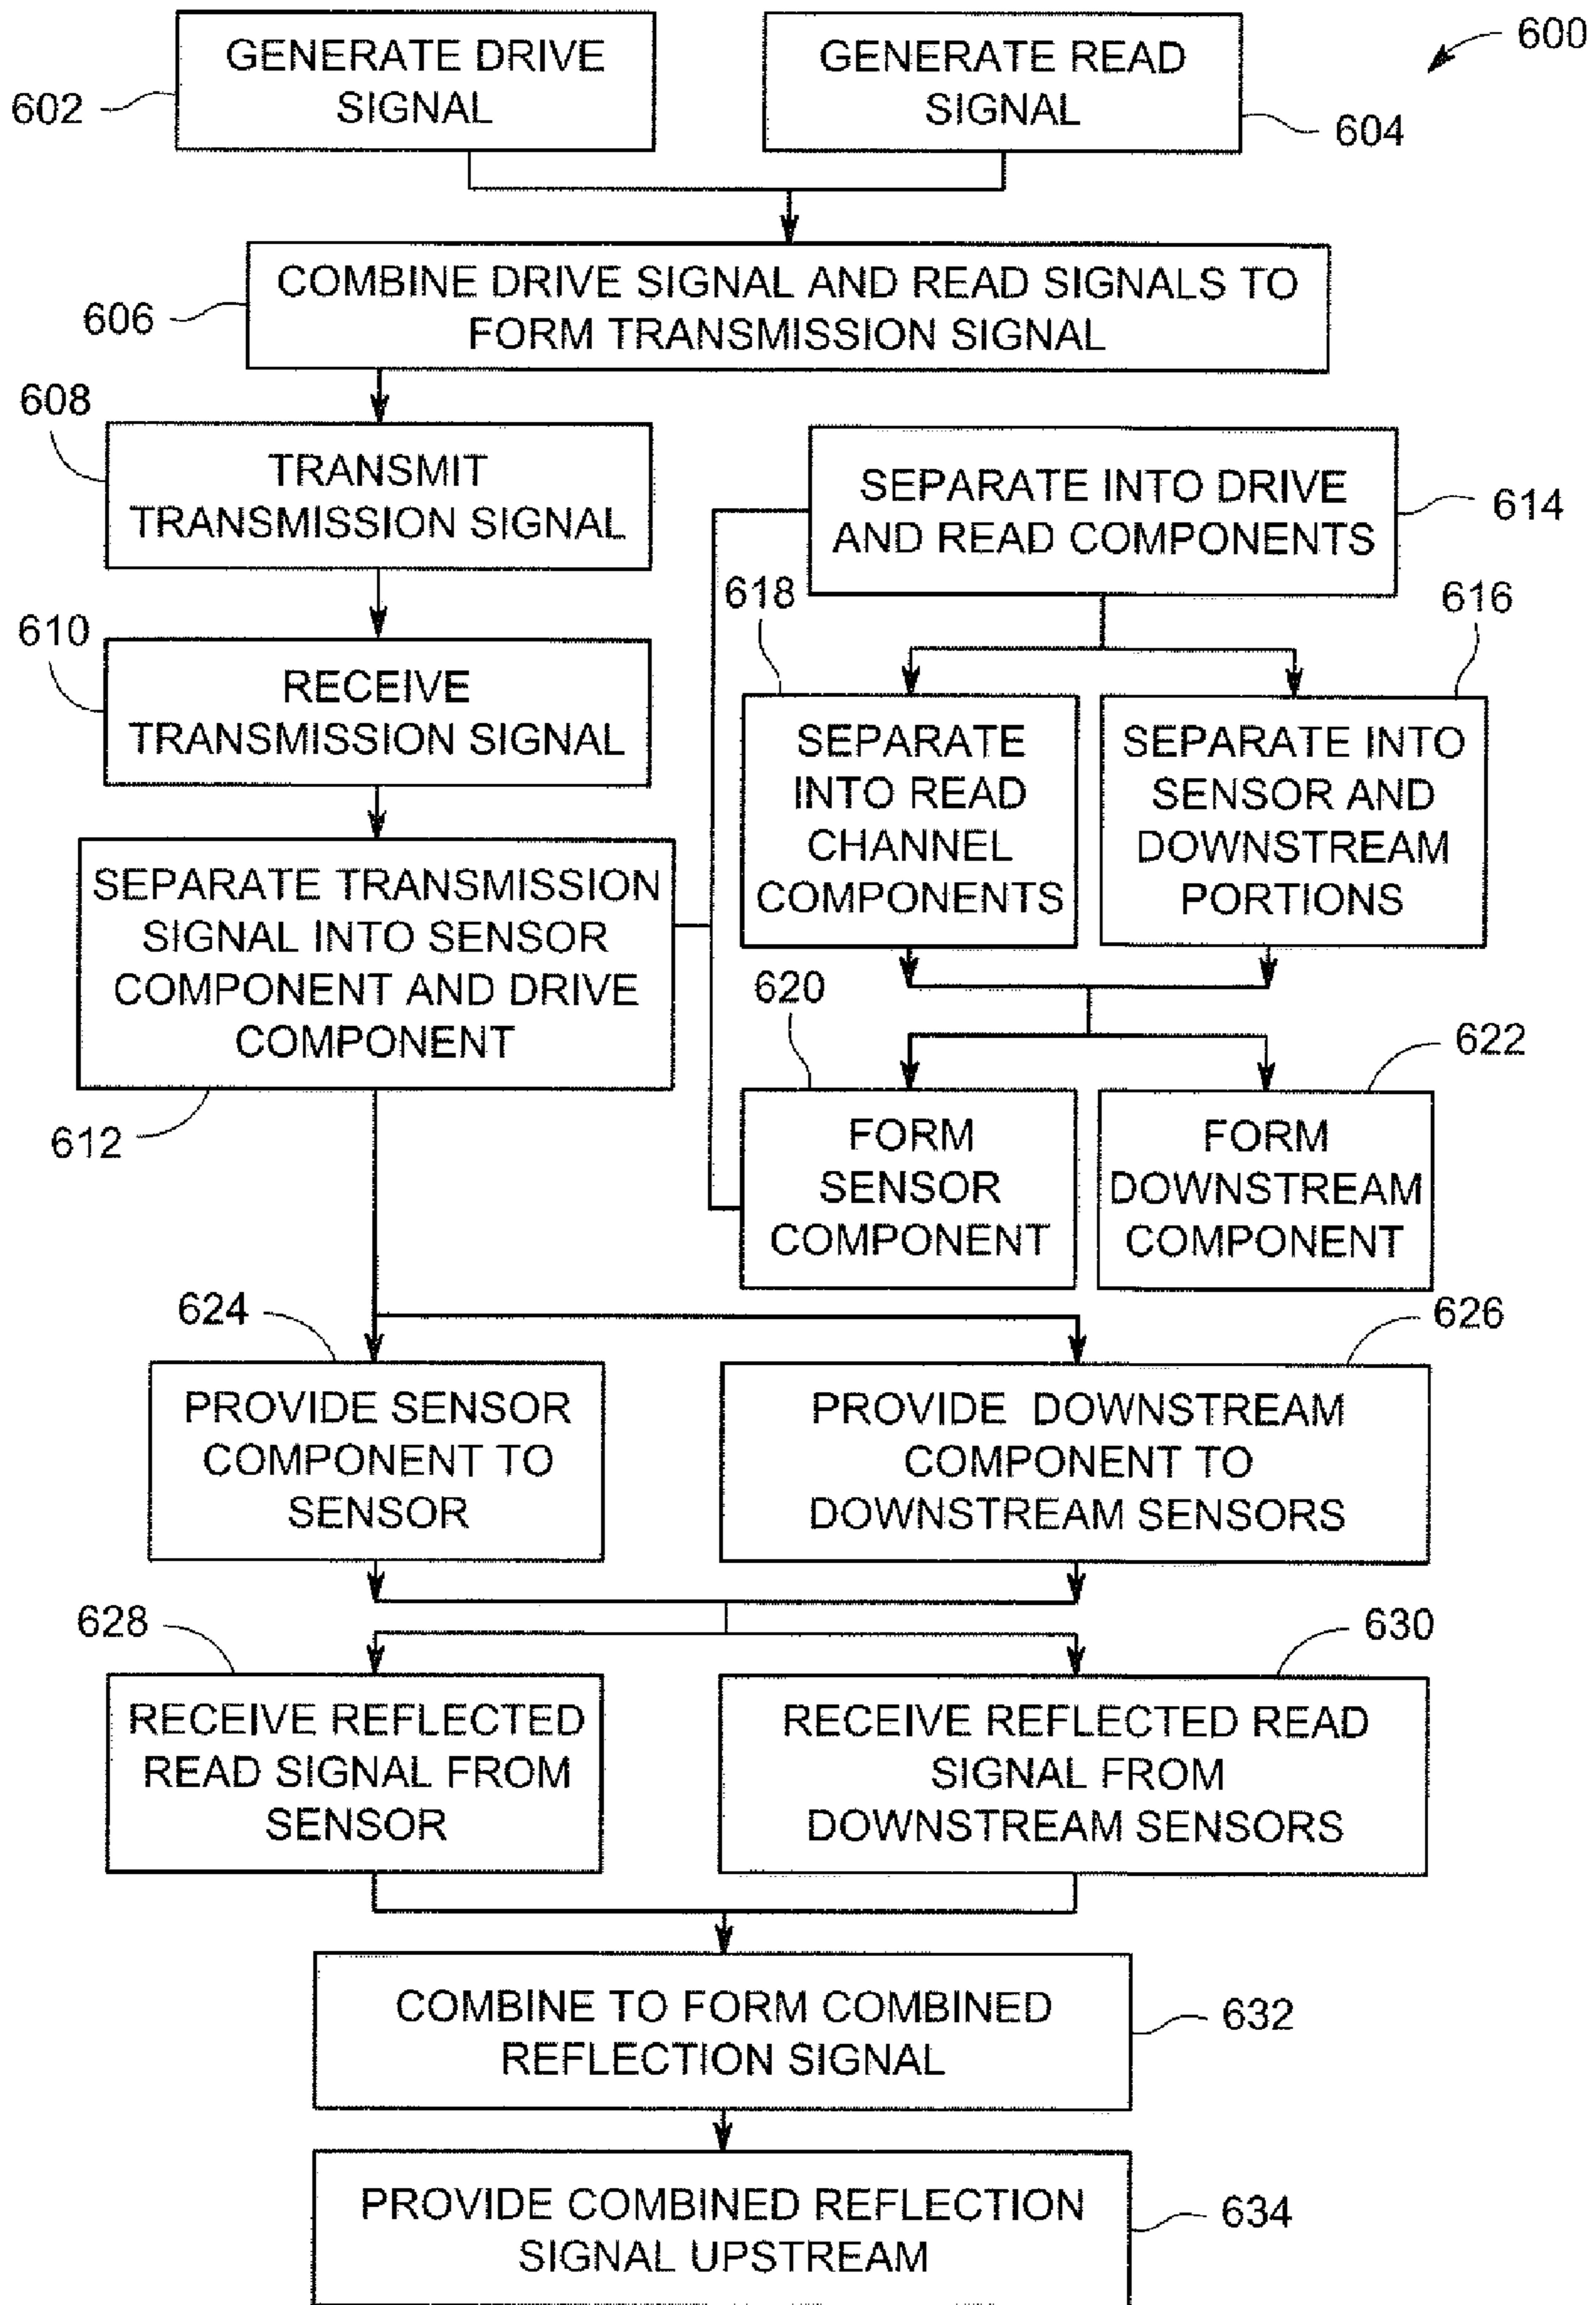 600
GENERATE DRIVE
SIGNAL
602
GENERATE READ
SIGNAL
604
COMBINE DRIVE SIGNAL AND READ SIGNALS TO
FORM TRANSMISSION SIGNAL
606
608
TRANSMIT
TRANSMISSION SIGNAL
SEPARATE INTO DRIVE
AND READ COMPONENTS
614
610
RECEIVE
TRANSMISSION SIGNAL
618
SEPARATE
INTO READ
CHANNEL
COMPONENTS
616
SEPARATE INTO
SENSOR AND
DOWNSTREAM
PORTIONS
SEPARATE TRANSMISSION
SIGNAL INTO SENSOR
COMPONENT AND DRIVE
COMPONENT
612
620
FORM
SENSOR
COMPONENT
622
FORM
DOWNSTREAM
COMPONENT
624
PROVIDE SENSOR
COMPONENT TO
SENSOR
626
PROVIDE DOWNSTREAM
COMPONENT TO
DOWNSTREAM SENSORS
628
RECEIVE REFLECTED
READ SIGNAL FROM
SENSOR
630
RECEIVE REFLECTED READ
SIGNAL FROM
DOWNSTREAM SENSORS
COMBINE TO FORM COMBINED
REFLECTION SIGNAL
632
PROVIDE COMBINED REFLECTION
SIGNAL UPSTREAM
634